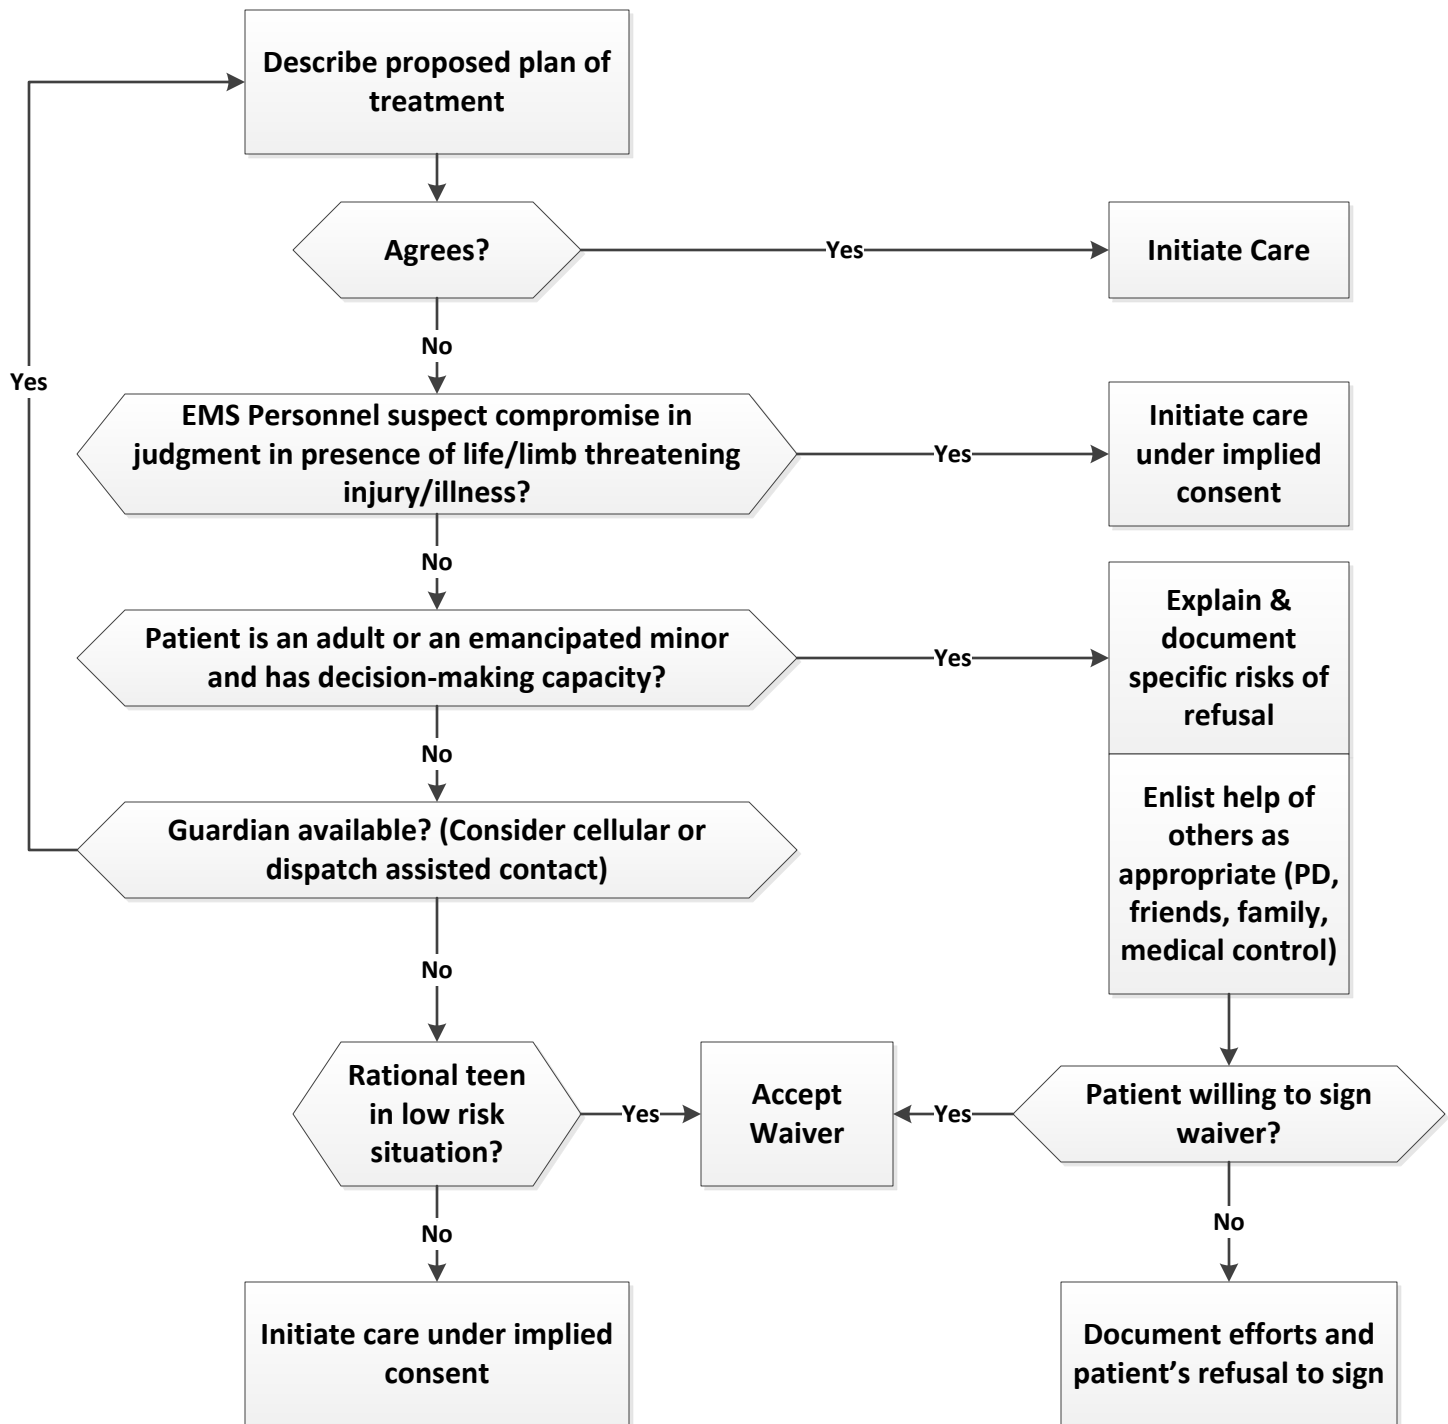 Describe proposed plan of
treatment
Agrees?
Yes
Initiate Care
No
Yes
EMS Personnel suspect compromise in
judgment in presence of life/limb threatening
injury/illness?
Yes
Initiate care
under implied
consent
No
Patient is an adult or an emancipated minor
and has decision-making capacity?
Yes
Explain &
document
specific risks of
refusal
No
Guardian available? (Consider cellular or
dispatch assisted contact)
Enlist help of
others as
appropriate (PD,
friends, family,
medical control)
No
Rational teen
in low risk
situation?
Yes
Accept
Waiver
Yes
Patient willing to sign
waiver?
No
No
Initiate care under implied
consent
Document efforts and
patient’s refusal to sign